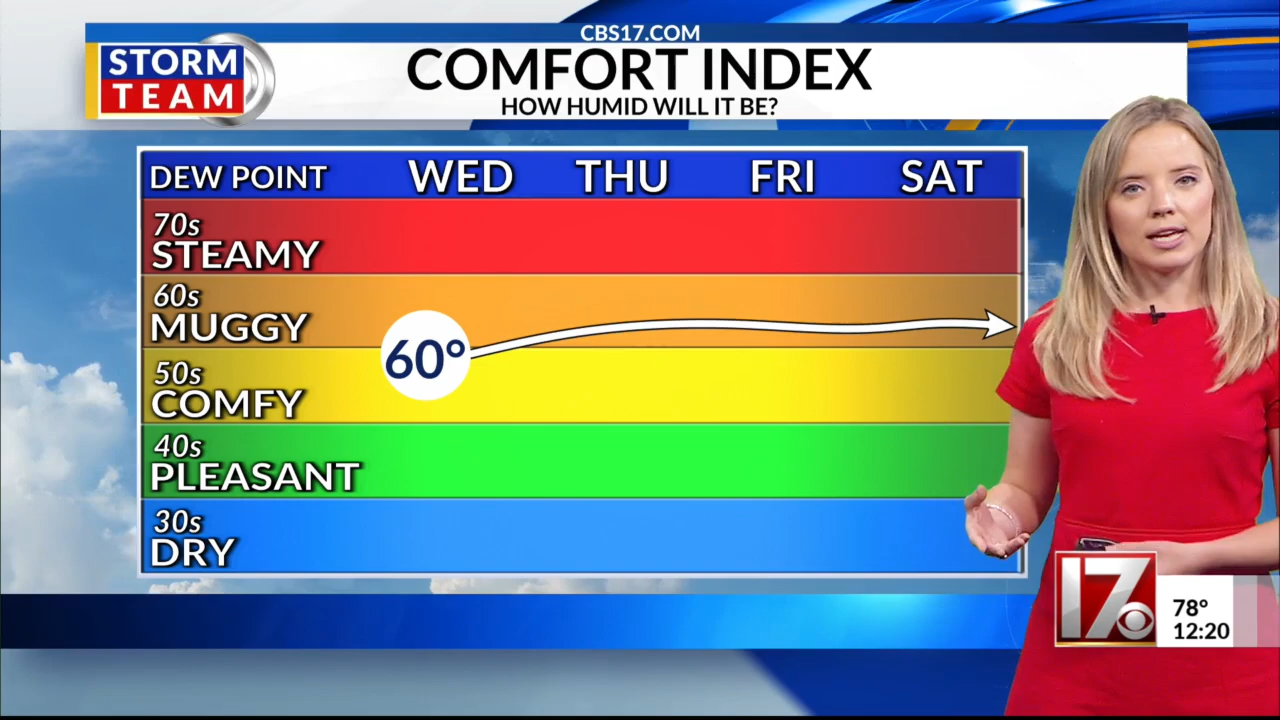 CBS17.COM
STORM
TEAM
COMFORT INDEX
HOW HUMID WILL IT BE?
DEW POINT WED THU FRI SAT
70s
STEAMY
60s
MUGGY
60°
50s
COMFY
40s
PLEASANT
30s
DRY
17
78°
12:20